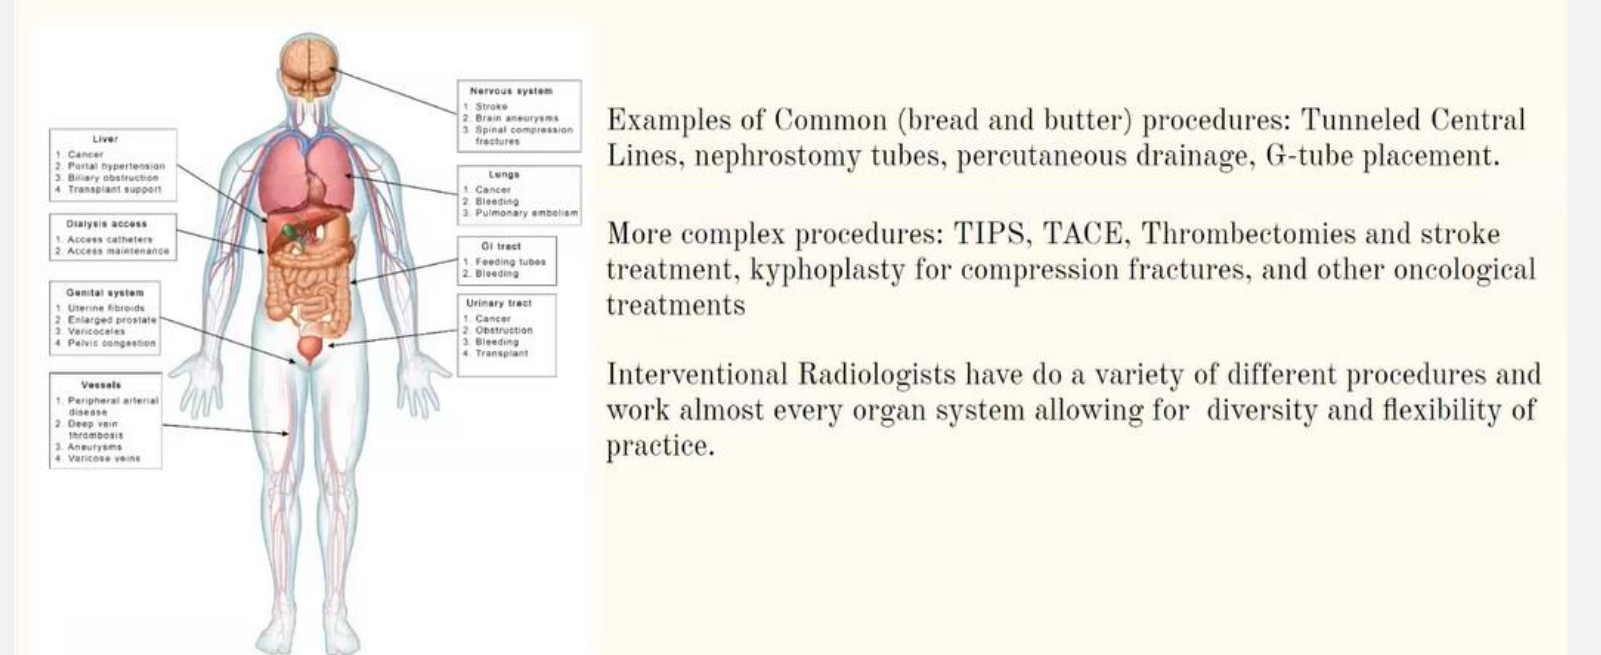 Liver
1. Cancer
2. Portal hypertension
3. Biliary obstruction
4. Transplant support
Dialysis access
1. Access catheters
2. Access maintenance
Genital system
1. Uterine fibroids
2. Enlarged prostate
3. Varicoceles
4. Pelvic congestion
Vessels
1. Peripheral arterial
disease
2. Deep vein
thrombosis
3. Aneurysms
4. Varicose veins
Nervous system
1. Stroke
2. Brain aneurysms
3. Spinal compression
fractures
Lungs
1. Cancer
2. Bleeding
3. Pulmonary embolism
GI tract
1. Feeding tubes
2. Bleeding
Urinary tract
1. Cancer
2. Obstruction
3. Bleeding
4. Transplant
Examples of Common (bread and butter) procedures: Tunneled Central
Lines, nephrostomy tubes, percutaneous drainage, G-tube placement.
More complex procedures: TIPS, TACE, Thrombectomies and stroke
treatment, kyphoplasty for compression fractures, and other oncological
treatments
Interventional Radiologists have do a variety of different procedures and
work almost every organ system allowing for diversity and flexibility of
practice.